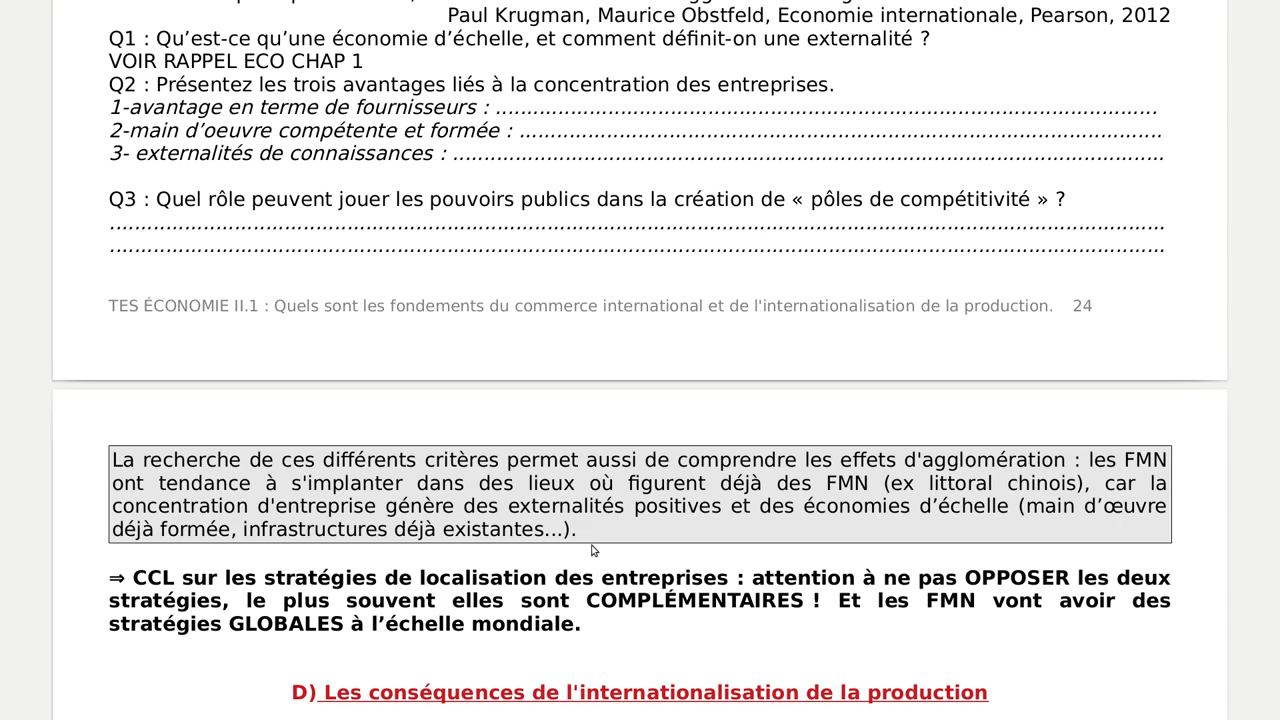 Paul Krugman, Maurice Obstfeld, Economie internationale, Pearson, 2012
Q1 : Qu’est-ce qu’une économie d’échelle, et comment définit-on une externalité ?
VOIR RAPPEL ECO CHAP 1
Q2 : Présentez les trois avantages liés à la concentration des entreprises.
1-avantage en terme de fournisseurs : ………………………………………………………………………………………………
2-main d’oeuvre compétente et formée : ……………………………………………………………………………………………
3- externalités de connaissances : ……………………………………………………………………………………………………
Q3 : Quel rôle peuvent jouer les pouvoirs publics dans la création de « pôles de compétitivité » ?
……………………………………………………………………………………………………………………………………………………
……………………………………………………………………………………………………………………………………………………
TES ÉCONOMIE II.1 : Quels sont les fondements du commerce international et de l'internationalisation de la production. 24
La recherche de ces différents critères permet aussi de comprendre les effets d'agglomération : les FMN
ont tendance à s'implanter dans des lieux où figurent déjà des FMN (ex littoral chinois), car la
concentration d'entreprise génère des externalités positives et des économies d’échelle (main d’œuvre
déjà formée, infrastructures déjà existantes...).
⇒ CCL sur les stratégies de localisation des entreprises : attention à ne pas OPPOSER les deux
stratégies, le plus souvent elles sont COMPLÉMENTAIRES ! Et les FMN vont avoir des
stratégies GLOBALES à l’échelle mondiale.
D) Les conséquences de l'internationalisation de la production